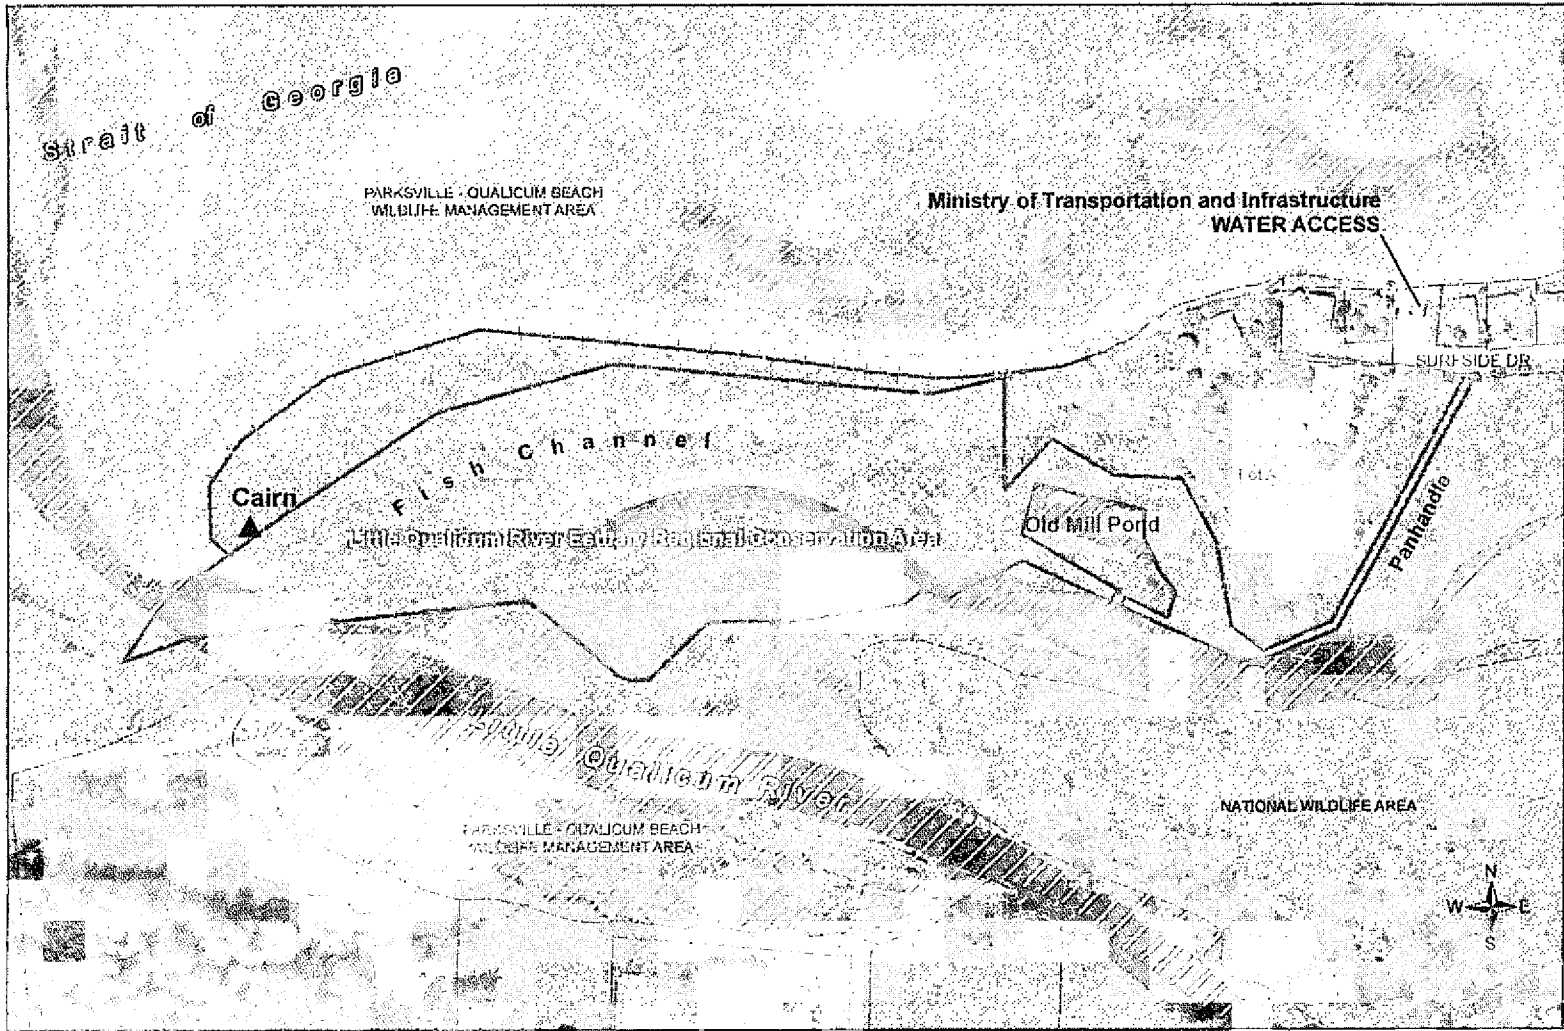 Strait of Georgia
PARKSVILLE - QUALICUM BEACH
WILDLIFE MANAGEMENT AREA
Ministry of Transportation and Infrastructure
WATER ACCESS
SURFSIDE DR
Fish Channel
Cairn
Old Mill Pond
Panhandle
Little Qualicum River Estuary Regional Conservation Area
Little Qualicum River
NATIONAL WILDLIFE AREA
PARKSVILLE - QUALICUM BEACH
WILDLIFE MANAGEMENT AREA
N
W E
S